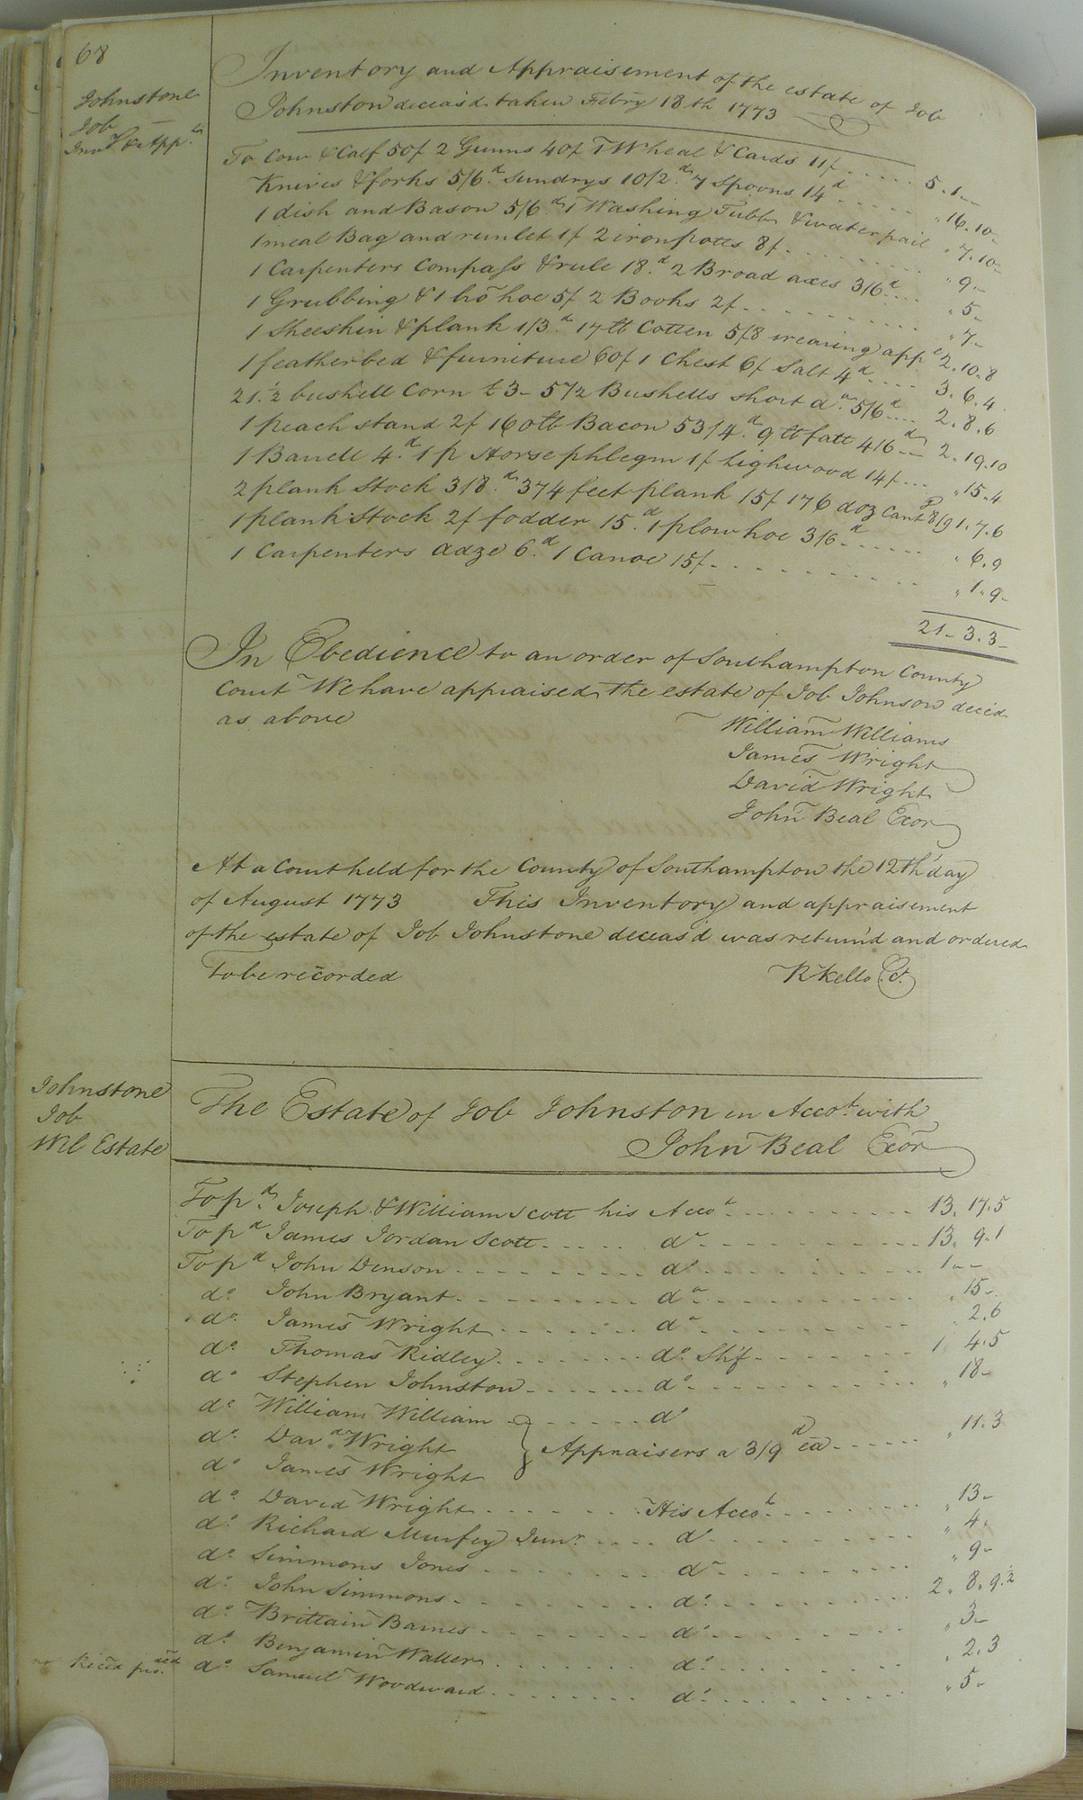 68
Johnstone
Job
Invy & Appt
Inventory and Appraisement of the estate of Job
Johnston deceasd taken Febry 18th 1773
To Cow & Calf 50/ 2 Gunns 40/ 1 Wheal & Cards 11/ 5.1.-
Knives & forks 5/6d Sundrys 10/2d 7 Spoons 14d " 16.10-
1 dish and Bason 5/6d 1 Washing Tubb & water pail " 7.10-
1 meal Bag and runlet 1/ 2 iron potts 8/ " 9-
1 Carpenters Compass & rule 18d 2 Broad axes 3/6d " 5-
1 Grubbing & 1 ho hoe 5/ 2 Books 2/ " 7-
1 Sheeskin & plank 1/3d 17 lb Cotten 5/8 wearing appl 2.10.8
1 featherbed & furniture 60/ 1 Chest 6/ Salt 4d 3.6.4
21.½ bushell Corn 3- 5 1/2 Bushells short do 5/6d 2.8.6
1 peach stand 2/ 160 lb Bacon 53/4d 9 lb fatt 4/6d 2.19.10
1 Barell 4d 1 p Horse phlegm 1/ Lighwood 14/ " 15.4
2 plank Stock 3/8d 374 feet plank 15/ 176 doz 8/9 1.7.6
1 plank Stock 2/ fodder 15d 1 plow hoe 3/6d " 6.9
1 Carpenters adze 6d 1 Canoe 15/ " 1.9-
21-3.3-
In Obedience to an order of Southampton County
Court We have appraised the estate of Job Johnson decd
as above
William Williams
James Wright
David Wright
John Beal Exor
At a Court held for the County of Southampton the 12th day
of August 1773 This Inventory and appraisement
of the estate of Job Johnstone deceas'd was return'd and ordered
To be recorded R Kello Ct.
Johnstone
Job
Wil Estate
The Estate of Job Johnston in Accot with
John Beal Exor
To pd Joseph & William Scott his Accot 13.17.5
To pd James Jordan Scott do 13.9.1
To pd John Denson do 1--
do John Bryant do " 15-
do James Wright do 2.6
do Thomas Ridley do Shf 1 4.5
do Stephen Johnston do " 18-
do William William do
do Davd Wright } Appraisers a 3/9d ea " 11.3
do James Wright
do David Wright His Accot " 13-
do Richard Murfey Junr do " 4.
do Simmons Jones do " 9-
do John Simmons do 2.8.9.½
do Brittain Barnes do " 3-
do Benjamin Waller do " 2.3
do Samuel Woodward do " 5-